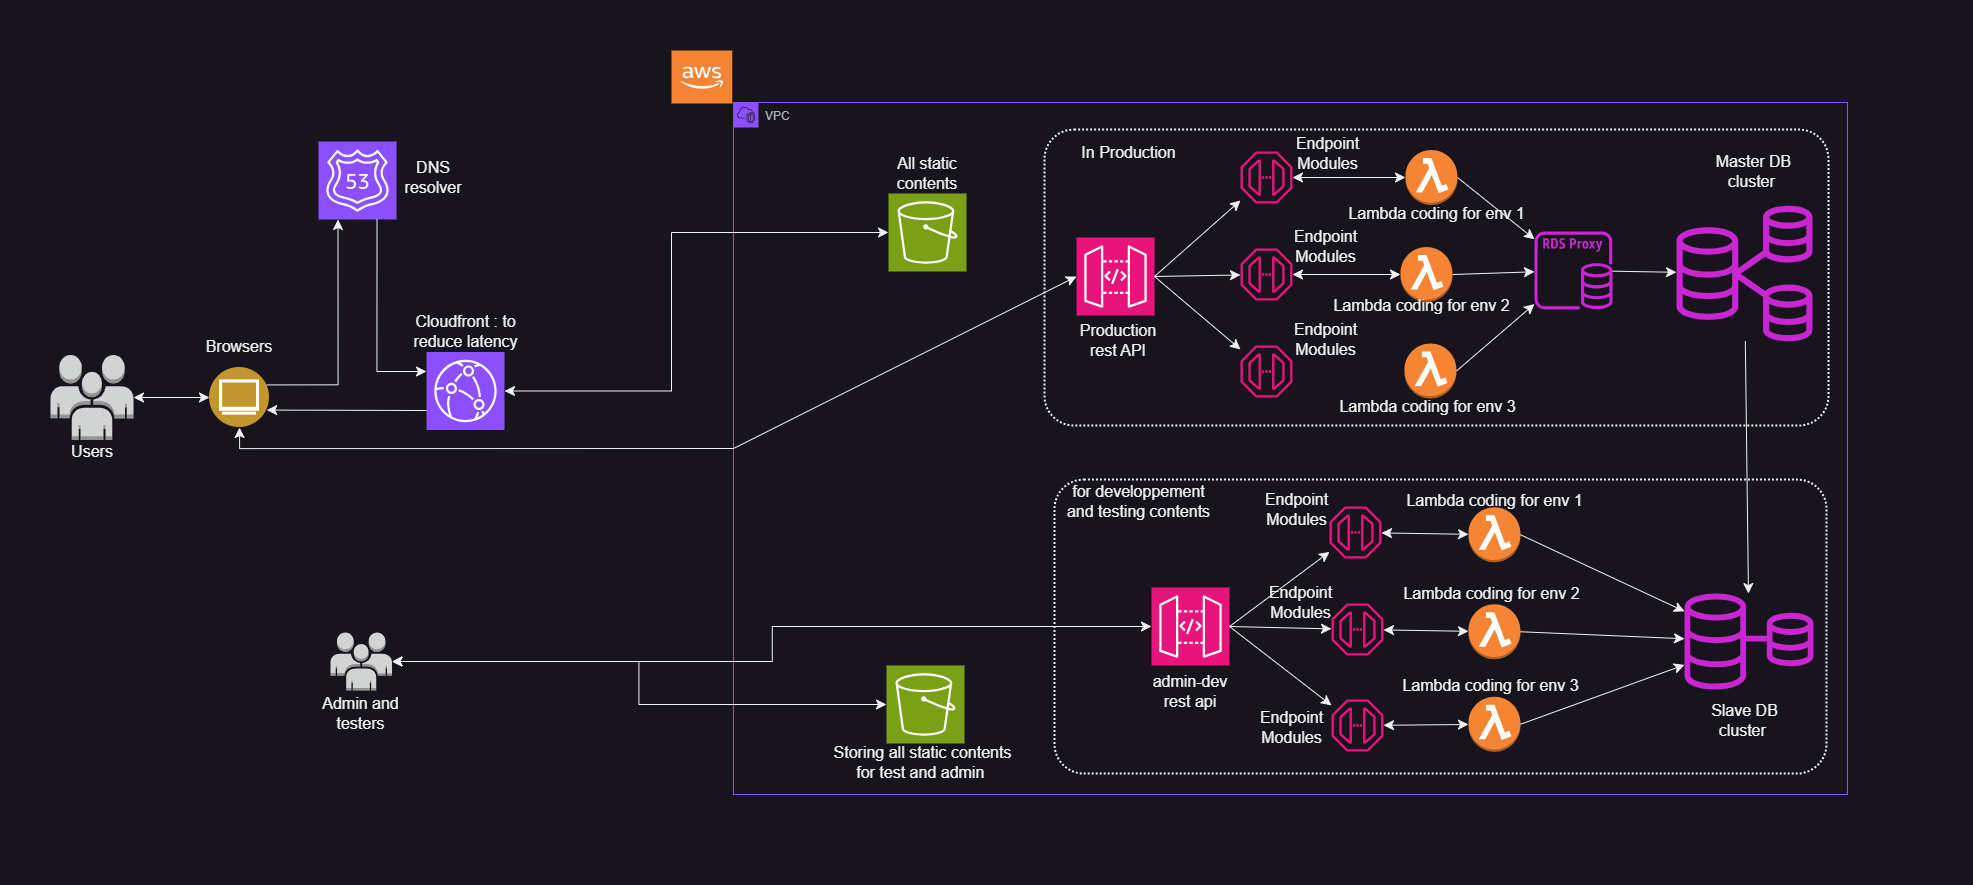 aws
VPC
In Production
Endpoint
Modules
Master DB
cluster
DNS
resolver
53
All static
contents
Lambda coding for env 1
Endpoint
Modules
RDS Proxy
Lambda coding for env 2
Cloudfront : to
reduce latency
Production
rest API
Endpoint
Modules
Browsers
Lambda coding for env 3
Users
for developpement
and testing contents
Endpoint
Modules
Lambda coding for env 1
Endpoint
Modules
Lambda coding for env 2
admin-dev
rest api
Lambda coding for env 3
Admin and
testers
Endpoint
Modules
Slave DB
cluster
Storing all static contents
for test and admin